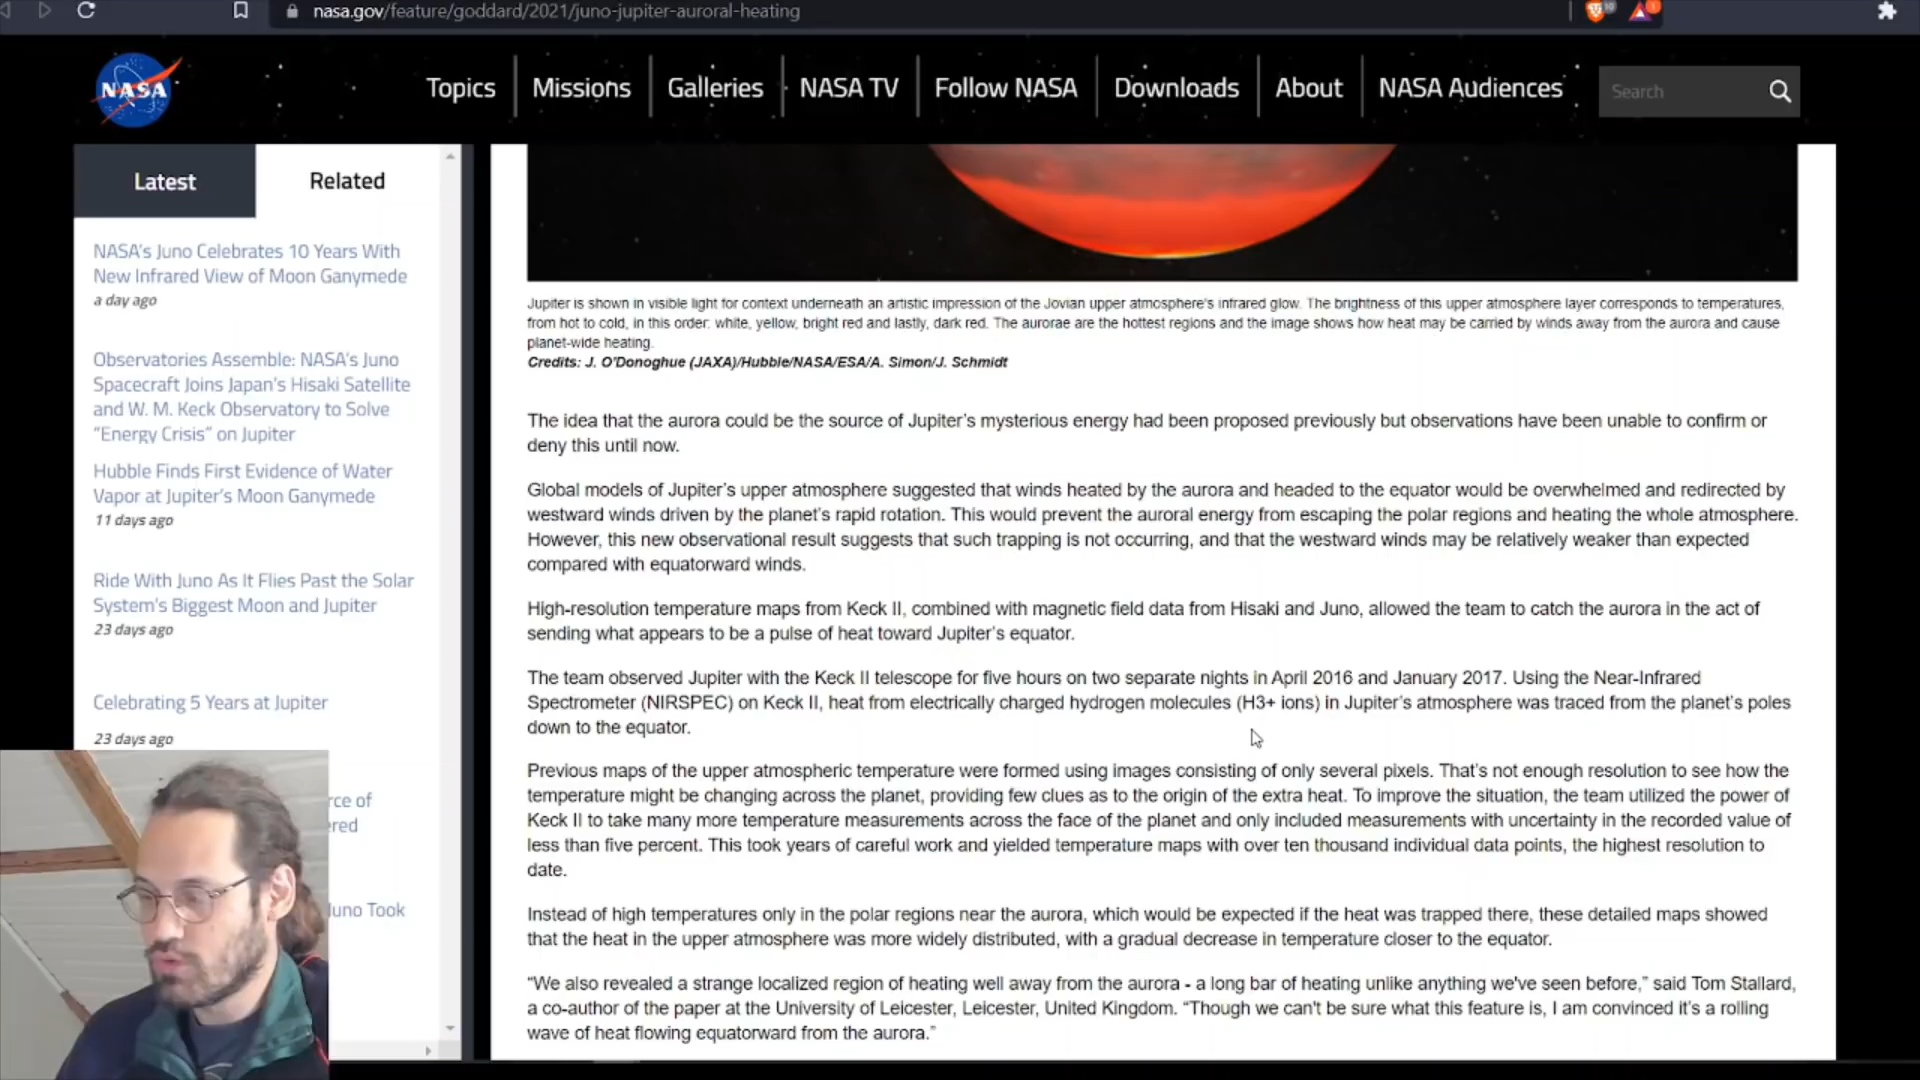 nasa.gov/feature/goddard/2021/juno-jupiter-auroral-heating
NASA
Topics
Missions
Galleries
NASA TV
Follow NASA
Downloads
About
NASA Audiences
Search
Latest
Related
NASA's Juno Celebrates 10 Years With
New Infrared View of Moon Ganymede
a day ago
Observatories Assemble: NASA's Juno
Spacecraft Joins Japan's Hisaki Satellite
and W. M. Keck Observatory to Solve
“Energy Crisis” on Jupiter
Hubble Finds First Evidence of Water
Vapor at Jupiter's Moon Ganymede
11 days ago
Ride With Juno As It Flies Past the Solar
System's Biggest Moon and Jupiter
23 days ago
Celebrating 5 Years at Jupiter
23 days ago
rce of
red
Juno Took
Jupiter is shown in visible light for context underneath an artistic impression of the Jovian upper atmosphere's infrared glow. The brightness of this upper atmosphere layer corresponds to temperatures,
from hot to cold, in this order: white, yellow, bright red and lastly, dark red. The aurorae are the hottest regions and the image shows how heat may be carried by winds away from the aurora and cause
planet-wide heating.
Credits: J. O'Donoghue (JAXA)/Hubble/NASA/ESA/A. Simon/J. Schmidt
The idea that the aurora could be the source of Jupiter's mysterious energy had been proposed previously but observations have been unable to confirm or
deny this until now.
Global models of Jupiter's upper atmosphere suggested that winds heated by the aurora and headed to the equator would be overwhelmed and redirected by
westward winds driven by the planet's rapid rotation. This would prevent the auroral energy from escaping the polar regions and heating the whole atmosphere.
However, this new observational result suggests that such trapping is not occurring, and that the westward winds may be relatively weaker than expected
compared with equatorward winds.
High-resolution temperature maps from Keck II, combined with magnetic field data from Hisaki and Juno, allowed the team to catch the aurora in the act of
sending what appears to be a pulse of heat toward Jupiter's equator.
The team observed Jupiter with the Keck II telescope for five hours on two separate nights in April 2016 and January 2017. Using the Near-Infrared
Spectrometer (NIRSPEC) on Keck II, heat from electrically charged hydrogen molecules (H3+ ions) in Jupiter's atmosphere was traced from the planet's poles
down to the equator.
Previous maps of the upper atmospheric temperature were formed using images consisting of only several pixels. That's not enough resolution to see how the
temperature might be changing across the planet, providing few clues as to the origin of the extra heat. To improve the situation, the team utilized the power of
Keck II to take many more temperature measurements across the face of the planet and only included measurements with uncertainty in the recorded value of
less than five percent. This took years of careful work and yielded temperature maps with over ten thousand individual data points, the highest resolution to
date.
Instead of high temperatures only in the polar regions near the aurora, which would be expected if the heat was trapped there, these detailed maps showed
that the heat in the upper atmosphere was more widely distributed, with a gradual decrease in temperature closer to the equator.
“We also revealed a strange localized region of heating well away from the aurora - a long bar of heating unlike anything we've seen before,” said Tom Stallard,
a co-author of the paper at the University of Leicester, Leicester, United Kingdom. “Though we can't be sure what this feature is, I am convinced it's a rolling
wave of heat flowing equatorward from the aurora.”